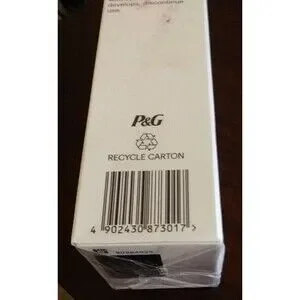 develops, discontinue
use.
P&G
RECYCLE CARTON
4 902430 873017 >